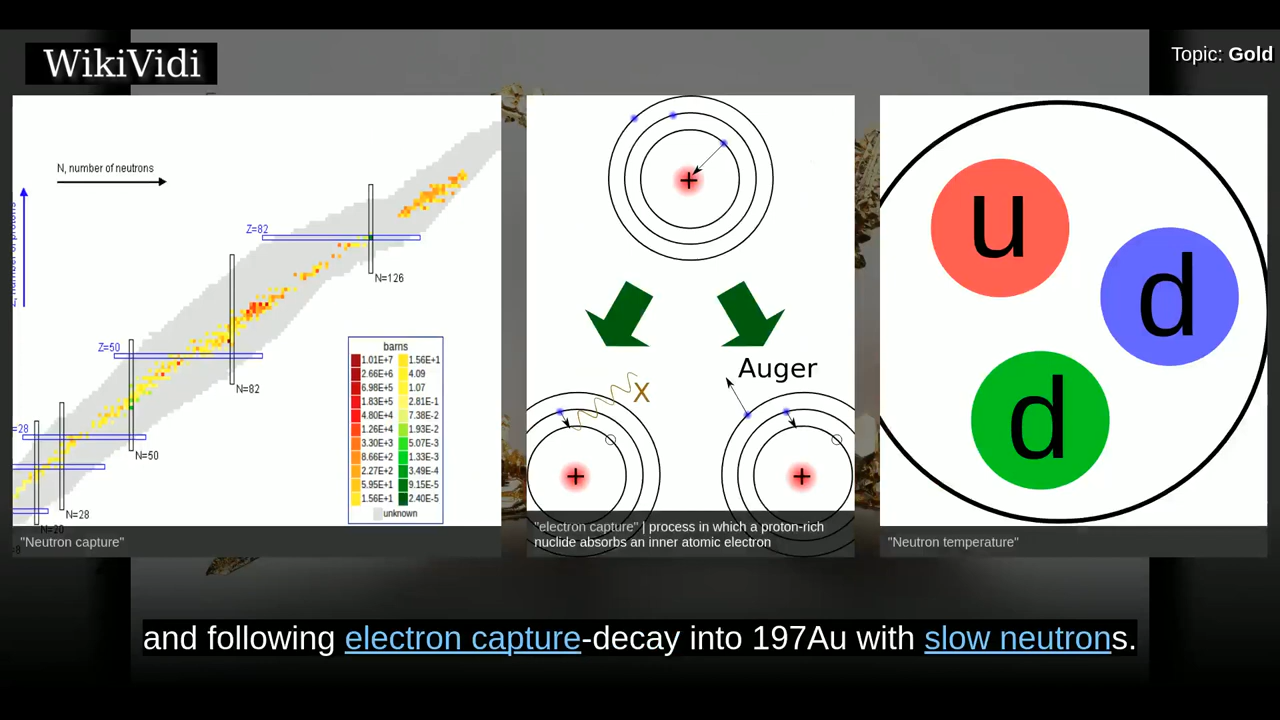 WikiVidi
Topic: Gold
N, number of neutrons
Z=82
N=126
Z=50
N=82
=28
N=50
N=28
N=20
barns
1.01E+7 1.56E+1
2.66E+6 4.09
6.98E+5 1.07
1.83E+5 2.81E-1
4.80E+4 7.38E-2
1.26E+4 1.93E-2
3.30E+3 5.07E-3
8.66E+2 1.33E-3
2.27E+2 3.49E-4
5.95E+1 9.15E-5
1.56E+1 2.40E-5
unknown
"Neutron capture"
+
X
Auger
+
+
"electron capture" | process in which a proton-rich
nuclide absorbs an inner atomic electron
u
d
d
"Neutron temperature"
and following electron capture-decay into 197Au with slow neutrons.